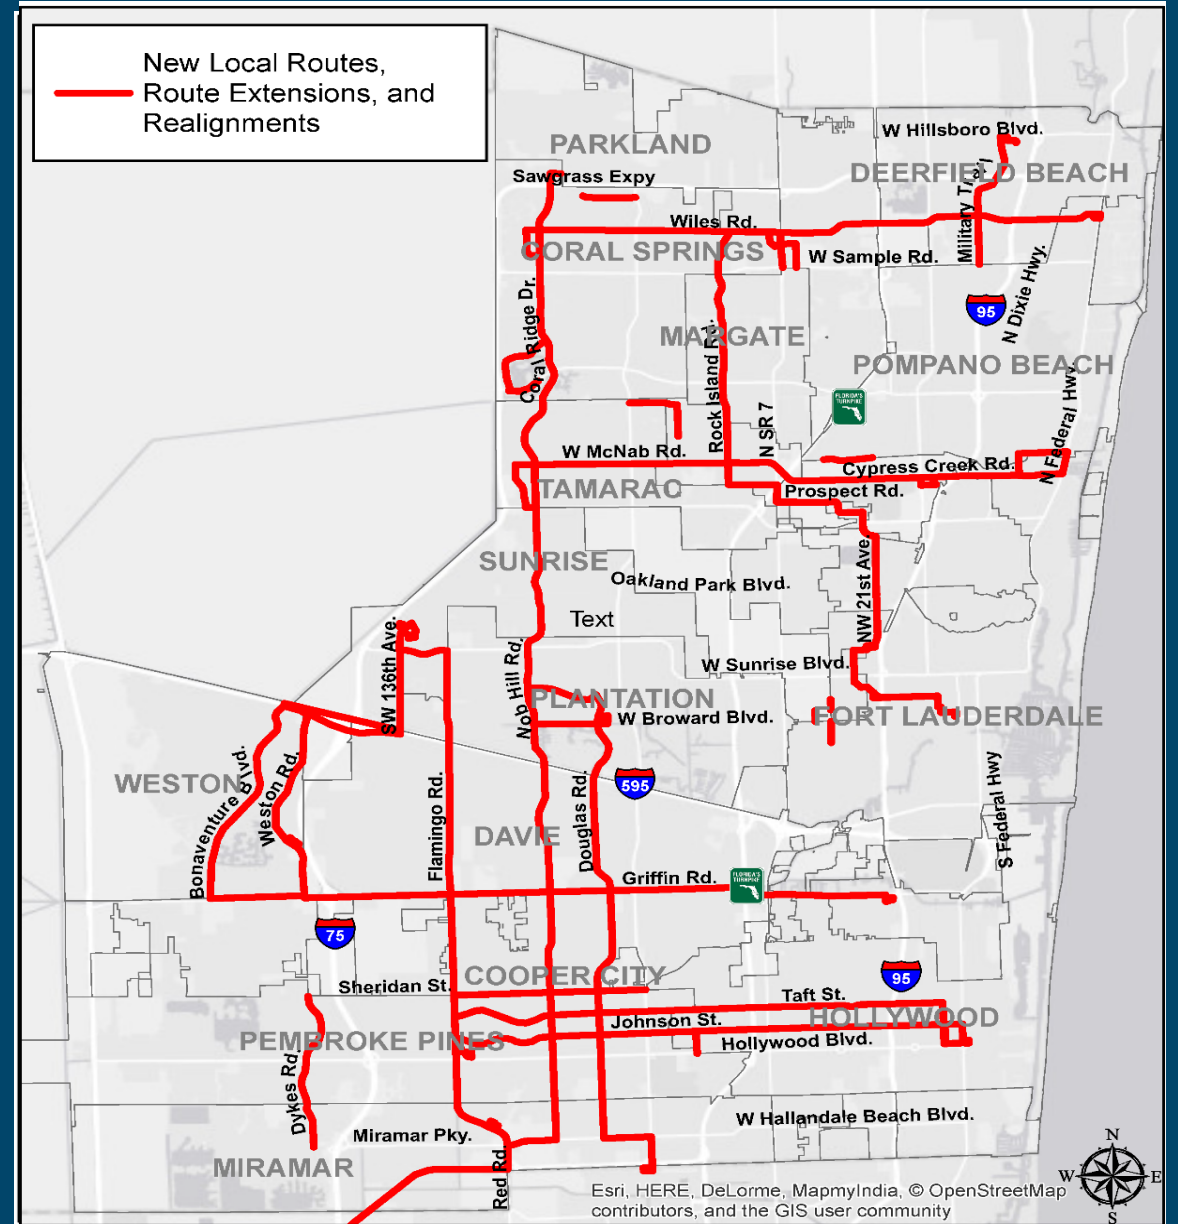 New Local Routes,
Route Extensions, and
Realignments
W Hillsboro Blvd.
PARKLAND
DEERFIELD BEACH
Sawgrass Expy
Military Trail
Wiles Rd.
CORAL SPRINGS
W Sample Rd.
N Dixie Hwy.
95
Coral Ridge Dr.
MARGATE
Rock Island Rd.
POMPANO BEACH
FLORIDA'S
TURNPIKE
N SR 7
N Federal Hwy.
W McNab Rd.
Cypress Creek Rd.
TAMARAC
Prospect Rd.
SUNRISE
Oakland Park Blvd.
NW 21st Ave.
Text
SW 136th Ave.
Nob Hill Rd.
W Sunrise Blvd.
PLANTATION
W Broward Blvd.
FORT LAUDERDALE
WESTON
Bonaventure Blvd.
Weston Rd.
595
S Federal Hwy
Flamingo Rd.
DAVIE
Douglas Rd.
Griffin Rd.
FLORIDA'S
TURNPIKE
75
COOPER CITY
95
Sheridan St.
Taft St.
HOLLYWOOD
Johnson St.
PEMBROKE PINES
Hollywood Blvd.
Dykes Rd.
W Hallandale Beach Blvd.
Miramar Pky.
MIRAMAR
Red Rd.
N
W
E
S
Esri, HERE, DeLorme, MapmyIndia, © OpenStreetMap
contributors, and the GIS user community